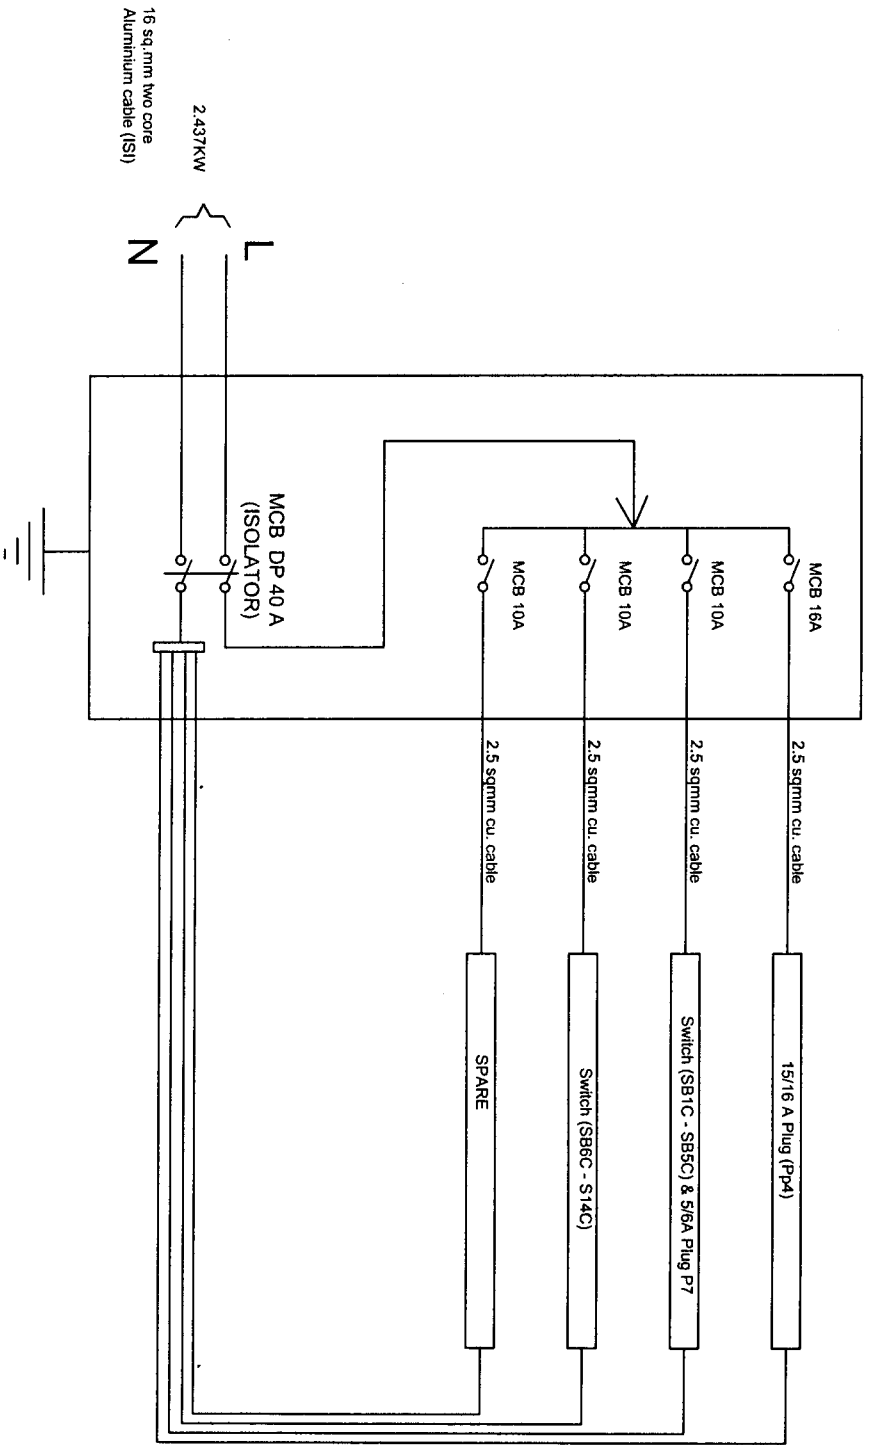 16 sq.mm two core
Aluminium cable (ISI)
2.437KW
L
N
MCB DP 40 A
(ISOLATOR)
MCB 16A
2.5 sqmm cu. cable
15/16 A Plug (Pp4)
MCB 10A
2.5 sqmm cu. cable
Switch (SB1C - SB5C) & 5/6A Plug P7
MCB 10A
2.5 sqmm cu. cable
Switch (SB6C - S14C)
MCB 10A
2.5 sqmm cu. cable
SPARE